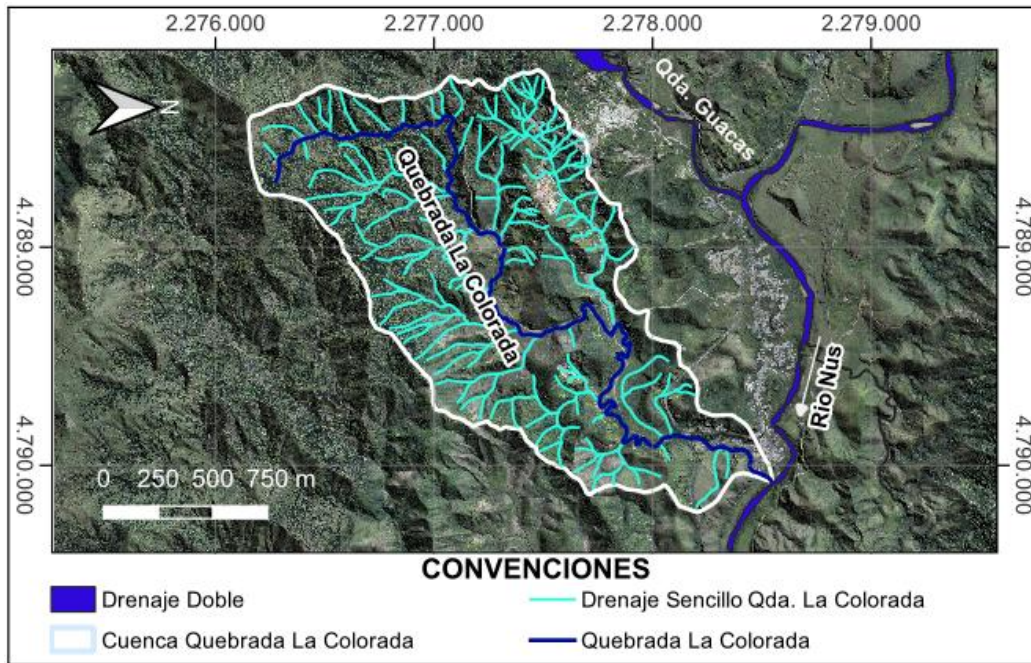 2.276.000 2.277.000 2.278.000 2.279.000
N
Qda. Guacas
Quebrada La Colorada
4.789.000 4.789.000
Rio Nus
4.790.000 4.790.000
0 250 500 750 m
CONVENCIONES
Drenaje Doble Drenaje Sencillo Qda. La Colorada
Cuenca Quebrada La Colorada Quebrada La Colorada